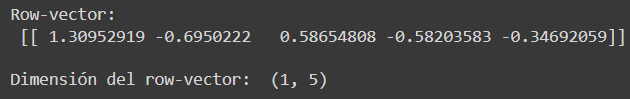 Row-vector:
[[ 1.30952919 -0.6950222   0.58654808 -0.58203583 -0.34692059]]
Dimensión del row-vector:  (1, 5)